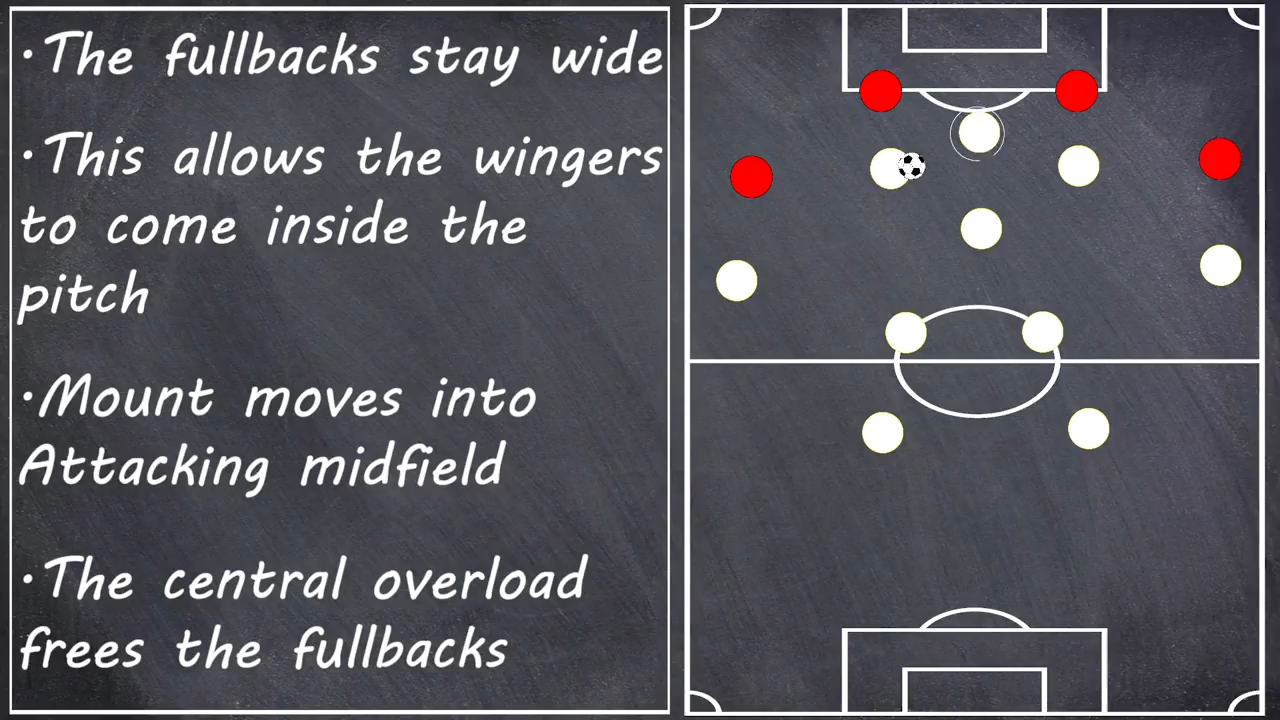 ·The fullbacks stay wide
·This allows the wingers
to come inside the
pitch
·Mount moves into
Attacking midfield
·The central overload
frees the fullbacks